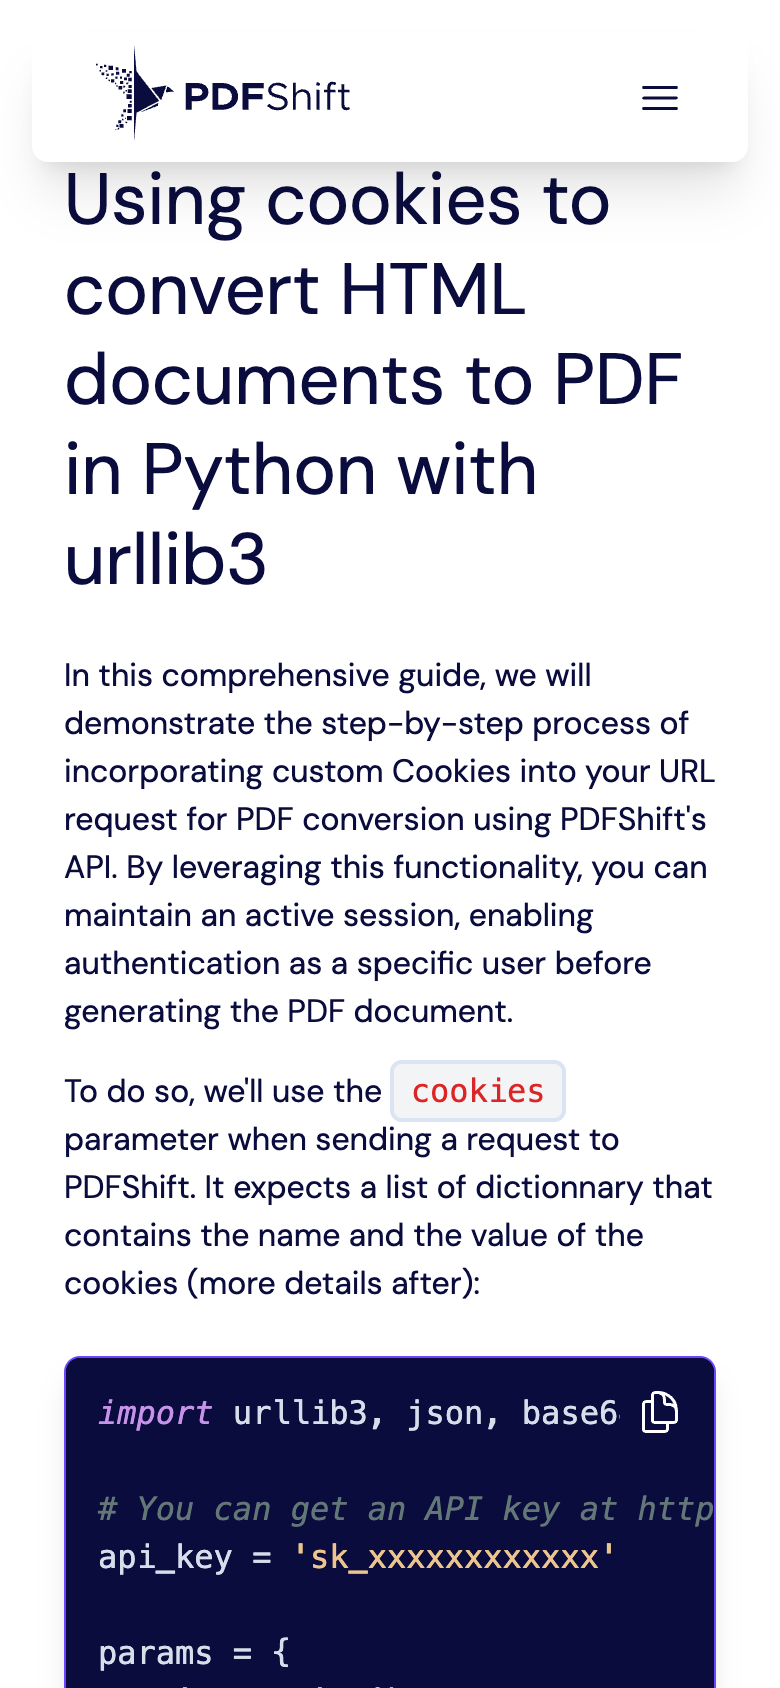 PDFShift
Using cookies to
convert HTML
documents to PDF
in Python with
urllib3
In this comprehensive guide, we will
demonstrate the step-by-step process of
incorporating custom Cookies into your URL
request for PDF conversion using PDFShift's
API. By leveraging this functionality, you can
maintain an active session, enabling
authentication as a specific user before
generating the PDF document.
To do so, we'll use the cookies
parameter when sending a request to
PDFShift. It expects a list of dictionnary that
contains the name and the value of the
cookies (more details after):
import urllib3, json, base6
# You can get an API key at http
api_key = 'sk_xxxxxxxxxxxx'
params = {